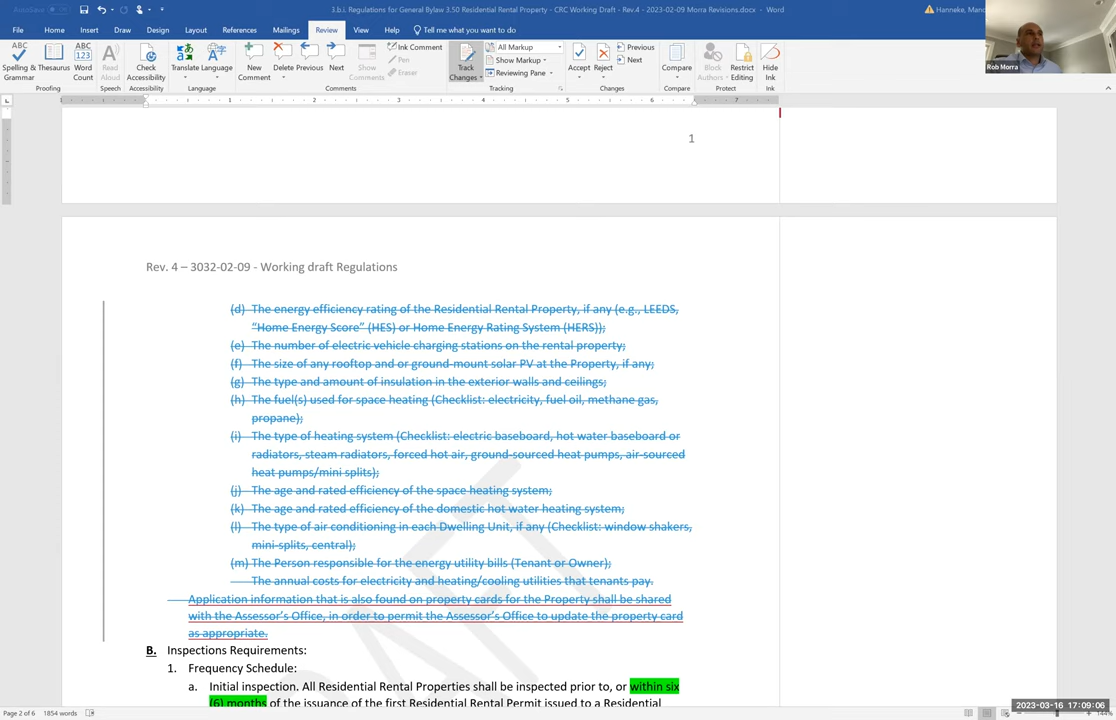 AutoSave Off
3.b.i. Regulations for General Bylaw 3.50 Residential Rental Property - CRC Working Draft - Rev.4 - 2023-02-09 Morra Revisions.docx - Word
Hanneke,
File Home Insert Draw Design Layout References Mailings Review View Help Tell me what you want to do
Rob Morra
Spelling & Grammar
Thesaurus
Word Count
Read Aloud
Check Accessibility
Translate
Language
New Comment
Delete
Previous
Next
Show Comments
Ink Comment
Pen
Eraser
Track Changes
All Markup
Show Markup
Reviewing Pane
Accept
Reject
Previous
Next
Compare
Block Authors
Restrict Editing
Hide Ink
Proofing Speech Accessibility Language Comments Tracking Changes Compare Protect Ink
1 2 3 4 5 6 7
1
Rev. 4 – 3032-02-09 - Working draft Regulations
(d) The energy efficiency rating of the Residential Rental Property, if any (e.g., LEEDS,
“Home Energy Score” (HES) or Home Energy Rating System (HERS));
(e) The number of electric vehicle charging stations on the rental property;
(f) The size of any rooftop and or ground-mount solar PV at the Property, if any;
(g) The type and amount of insulation in the exterior walls and ceilings;
(h) The fuel(s) used for space heating (Checklist: electricity, fuel oil, methane gas,
propane);
(i) The type of heating system (Checklist: electric baseboard, hot water baseboard or
radiators, steam radiators, forced hot air, ground-sourced heat pumps, air-sourced
heat pumps/mini splits);
(j) The age and rated efficiency of the space heating system;
(k) The age and rated efficiency of the domestic hot water heating system;
(l) The type of air conditioning in each Dwelling Unit, if any (Checklist: window shakers,
mini-splits, central);
(m) The Person responsible for the energy utility bills (Tenant or Owner);
The annual costs for electricity and heating/cooling utilities that tenants pay.
Application information that is also found on property cards for the Property shall be shared
with the Assessor’s Office, in order to permit the Assessor’s Office to update the property card
as appropriate.
B. Inspections Requirements:
1. Frequency Schedule:
a. Initial inspection. All Residential Rental Properties shall be inspected prior to, or within six
(6) months of the issuance of the first Residential Rental Permit issued to a Residential
DRAFT
Page 2 of 6 1854 words
2023-03-16 17:09:06
144%